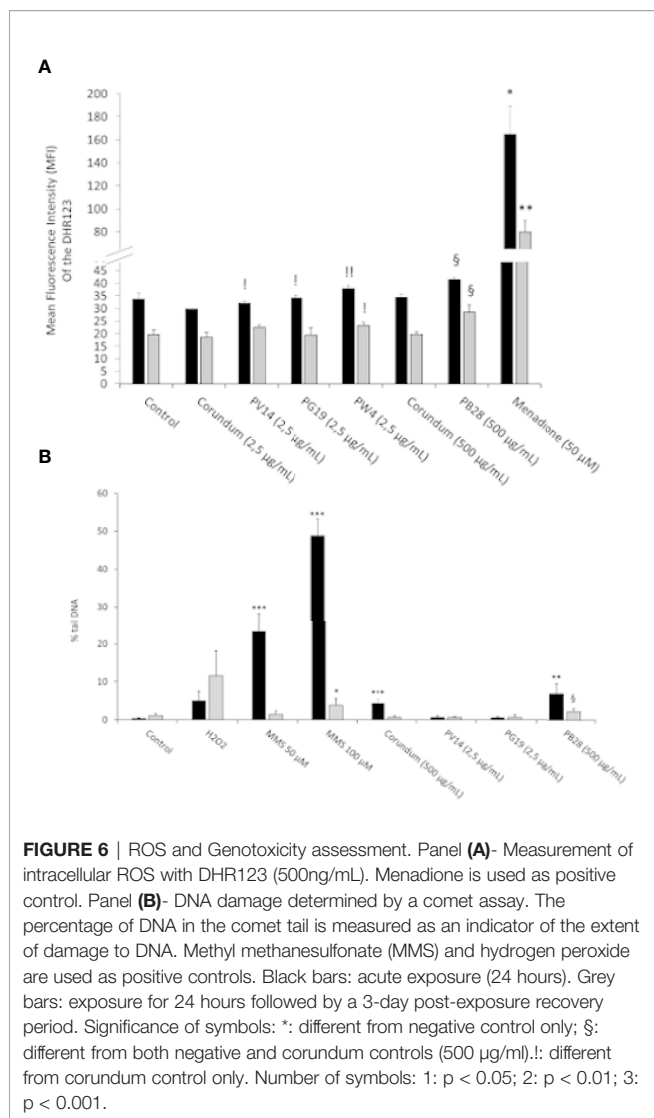 A
Mean Fluorescence Intensity (MFI)
Of the DHR123
200
180
160
140
120
100
80
45
40
35
30
25
20
15
10
5
0
!
!
!!
!
§
§
*
**
Control
Corundum (2,5 µg/mL)
PV14 (2,5 µg/mL)
PG19 (2,5 µg/mL)
PW4 (2,5 µg/mL)
Corundum (500 µg/mL)
PB28 (500 µg/mL)
Menadione (50 µM)
B
% tail DNA
60
50
40
30
20
10
0
*
***
***
*
***
**
§
Control
H2O2
MMS 50 µM
MMS 100 µM
Corundum (500 µg/mL)
PV14 (2,5 µg/mL)
PG19 (2,5 µg/mL)
PB28 (500 µg/mL)
FIGURE 6 | ROS and Genotoxicity assessment. Panel (A)- Measurement of
intracellular ROS with DHR123 (500ng/mL). Menadione is used as positive
control. Panel (B)- DNA damage determined by a comet assay. The
percentage of DNA in the comet tail is measured as an indicator of the extent
of damage to DNA. Methyl methanesulfonate (MMS) and hydrogen peroxide
are used as positive controls. Black bars: acute exposure (24 hours). Grey
bars: exposure for 24 hours followed by a 3-day post-exposure recovery
period. Significance of symbols: *: different from negative control only; §:
different from both negative and corundum controls (500 µg/ml).!: different
from corundum control only. Number of symbols: 1: p < 0.05; 2: p < 0.01; 3:
p < 0.001.